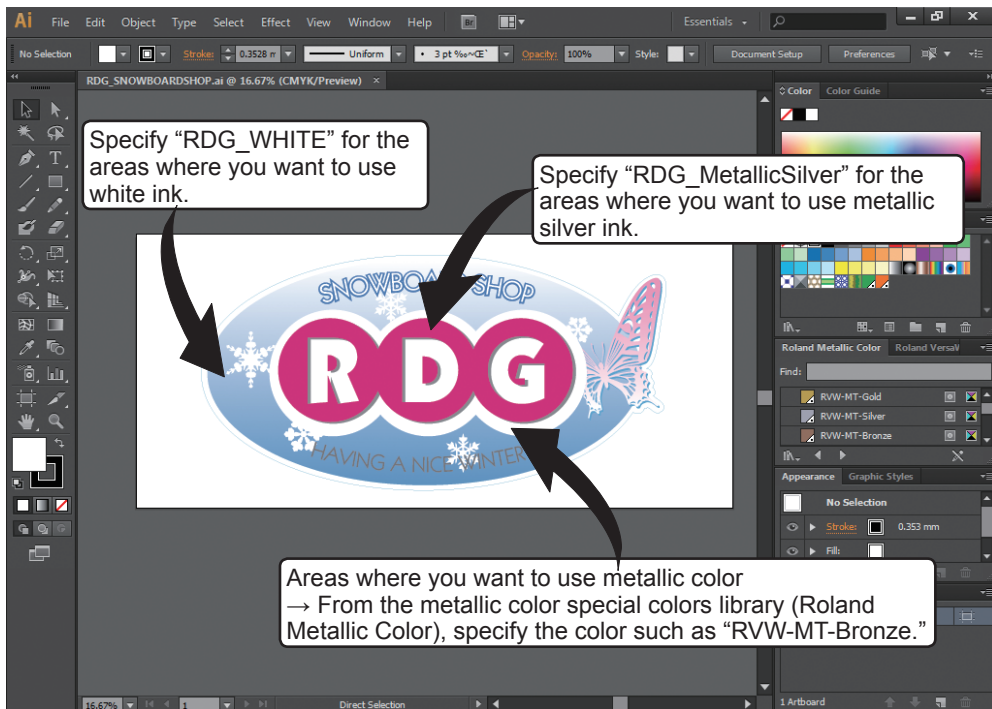 Ai File Edit Object Type Select Effect View Window Help Br Essentials
No Selection Stroke: 0.3528 m Uniform 3 pt ‰~Œ` Opacity: 100% Style: Document Setup Preferences
RDG_SNOWBOARDSHOP.ai @ 16.67% (CMYK/Preview) ×
Color Color Guide
Specify “RDG_WHITE” for the
areas where you want to use
white ink.
Specify “RDG_MetallicSilver” for the
areas where you want to use metallic
silver ink.
SNOWBOARDSHOP
RDG
HAVING A NICE WINTER
Roland Metallic Color Roland VersaW
Find:
RVW-MT-Gold
RVW-MT-Silver
RVW-MT-Bronze
Appearance Graphic Styles
No Selection
Stroke: 0.353 mm
Fill:
Areas where you want to use metallic color
→ From the metallic color special colors library (Roland
Metallic Color), specify the color such as “RVW-MT-Bronze.”
16.67% 1 Direct Selection
1 Artboard